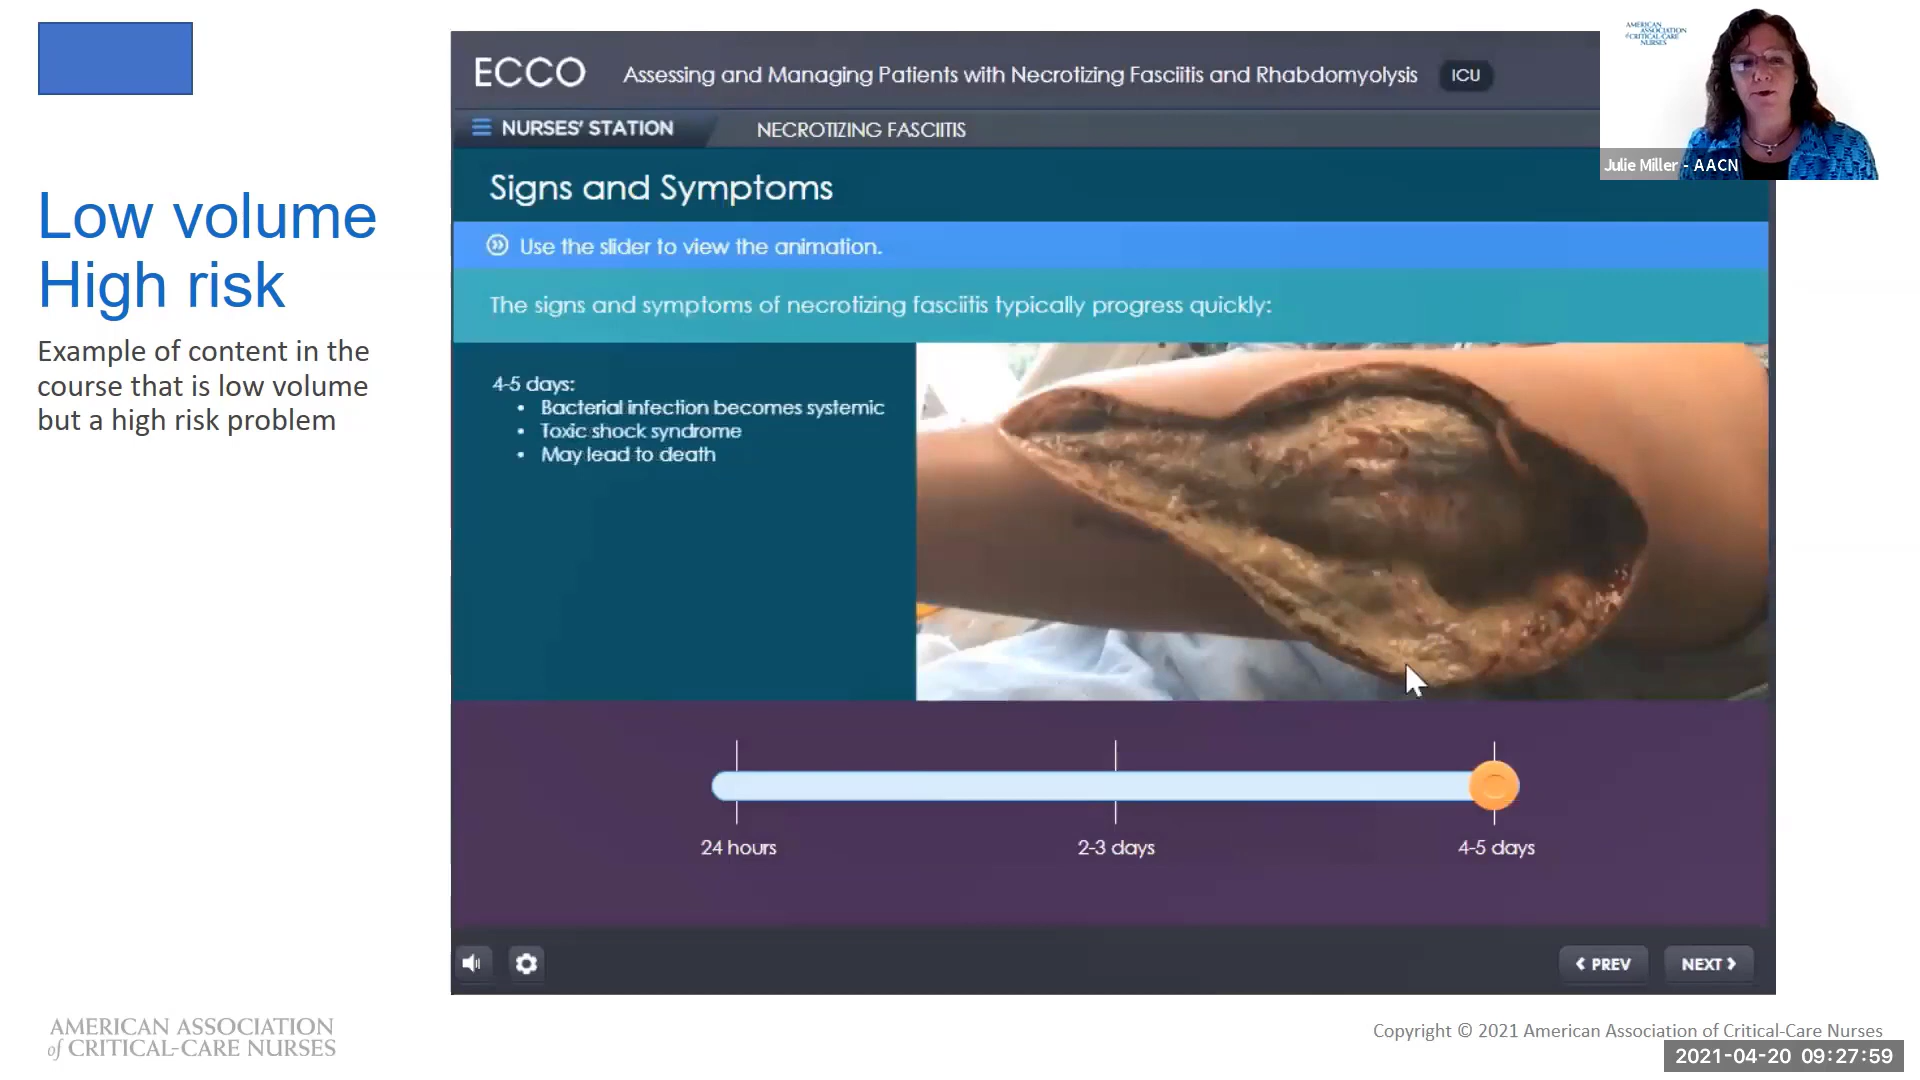 Low volume
High risk
Example of content in the
course that is low volume
but a high risk problem
ECCO
Assessing and Managing Patients with Necrotizing Fasciitis and Rhabdomyolysis
ICU
NURSES' STATION
NECROTIZING FASCIITIS
Signs and Symptoms
Use the slider to view the animation.
The signs and symptoms of necrotizing fasciitis typically progress quickly:
4-5 days:
• Bacterial infection becomes systemic
• Toxic shock syndrome
• May lead to death
24 hours
2-3 days
4-5 days
PREV
NEXT
AMERICAN
ASSOCIATION
of CRITICAL-CARE
NURSES
Julie Miller - AACN
AMERICAN ASSOCIATION
of CRITICAL-CARE NURSES
Copyright © 2021 American Association of Critical-Care Nurses
2021-04-20 09:27:59